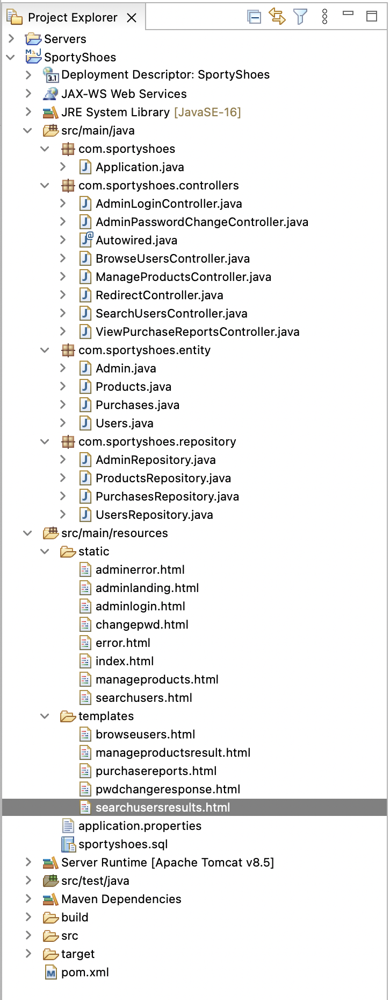 Project Explorer
Servers
SportyShoes
Deployment Descriptor: SportyShoes
JAX-WS Web Services
JRE System Library [JavaSE-16]
src/main/java
com.sportyshoes
Application.java
com.sportyshoes.controllers
AdminLoginController.java
AdminPasswordChangeController.java
Autowired.java
BrowseUsersController.java
ManageProductsController.java
RedirectController.java
SearchUsersController.java
ViewPurchaseReportsController.java
com.sportyshoes.entity
Admin.java
Products.java
Purchases.java
Users.java
com.sportyshoes.repository
AdminRepository.java
ProductsRepository.java
PurchasesRepository.java
UsersRepository.java
src/main/resources
static
adminerror.html
adminlanding.html
adminlogin.html
changepwd.html
error.html
index.html
manageproducts.html
searchusers.html
templates
browseusers.html
manageproductsresult.html
purchasereports.html
pwdchangeresponse.html
searchusersresults.html
application.properties
sportyshoes.sql
Server Runtime [Apache Tomcat v8.5]
src/test/java
Maven Dependencies
build
src
target
pom.xml